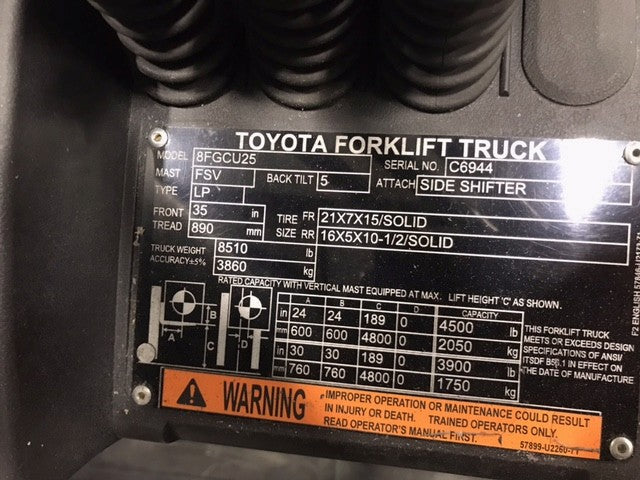 TOYOTA FORKLIFT TRUCK
MODEL 8FGCU25 SERIAL NO. C6944
MAST FSV BACK TILT 5 ATTACH SIDE SHIFTER
TYPE LP
FRONT 35 in TIRE FR 21X7X15/SOLID
TREAD 890 mm SIZE RR 16X5X10-1/2/SOLID
TRUCK WEIGHT 8510 lb
ACCURACY±5% 3860 kg
RATED CAPACITY WITH VERTICAL MAST EQUIPPED AT MAX. LIFT HEIGHT 'C' AS SHOWN.
A B C D CAPACITY
in 24 24 189 0 4500 lb
mm 600 600 4800 0 2050 kg
in 30 30 189 0 3900 lb
mm 760 760 4800 0 1750 kg
A B C D
THIS FORKLIFT TRUCK
MEETS OR EXCEEDS DESIGN
SPECIFICATIONS OF ANSI/
ITSDF B56.1 IN EFFECT ON
THE DATE OF MANUFACTURE
WARNING
IMPROPER OPERATION OR MAINTENANCE COULD RESULT
IN INJURY OR DEATH. TRAINED OPERATORS ONLY.
READ OPERATOR'S MANUAL FIRST.
57899-U2260-71
F2 ENGLISH